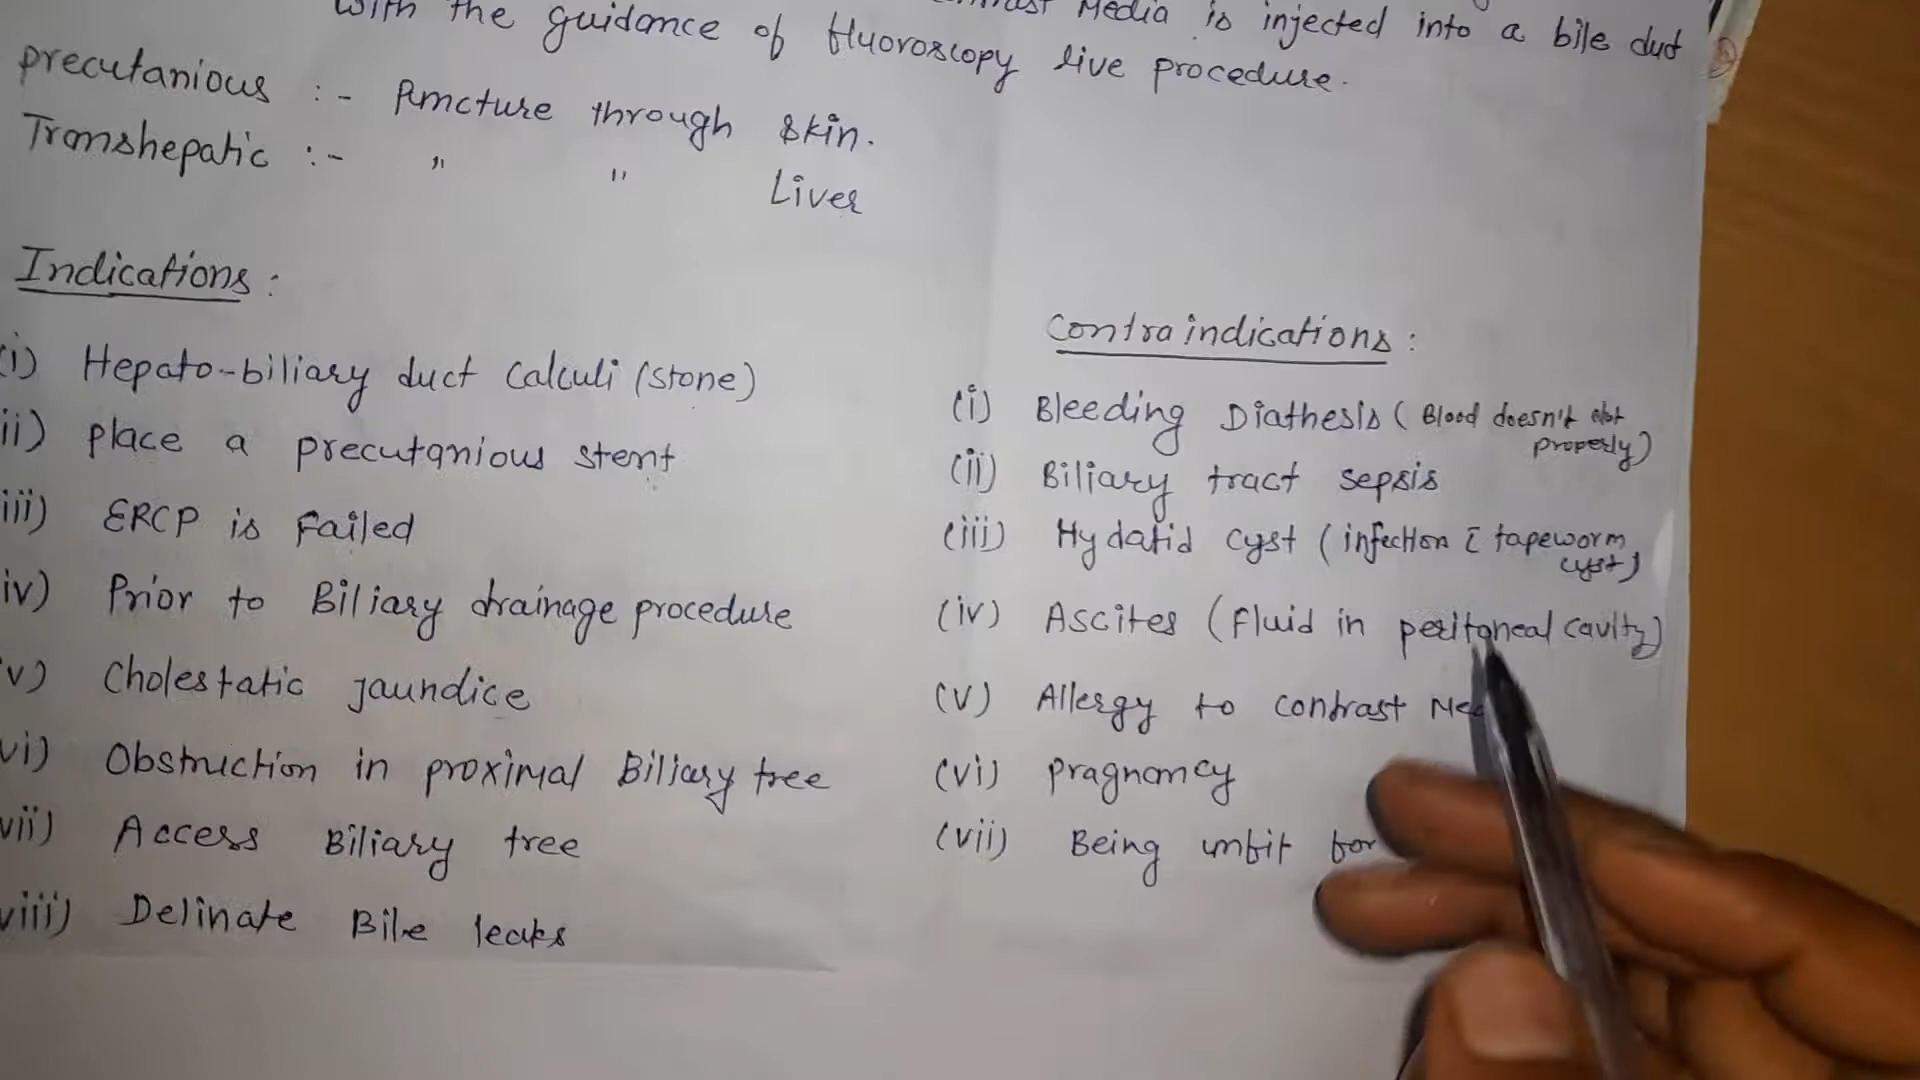 Media is injected into a bile duct
with the guidance of fluoroscopy live procedure.
precutanious :- Puncture through skin.
Transhepatic :- " " Liver
Indications :
(i) Hepato-biliary duct calculi (stone)
ii) place a precutanious stent
iii) ERCP is Failed
iv) Prior to Biliary drainage procedure
v) Cholestatic jaundice
vi) Obstruction in proximal Biliary tree
vii) Access Biliary tree
viii) Delinate Bile leaks
Contraindications :
(i) Bleeding Diathesis (Blood doesn't clot
properly)
(ii) Biliary tract sepsis
(iii) Hydatid cyst (infection c̄ tapeworm
cyst)
(iv) Ascites (fluid in peritoneal cavity)
(v) Allergy to contrast
(vi) pragnancy
(vii) Being unfit for